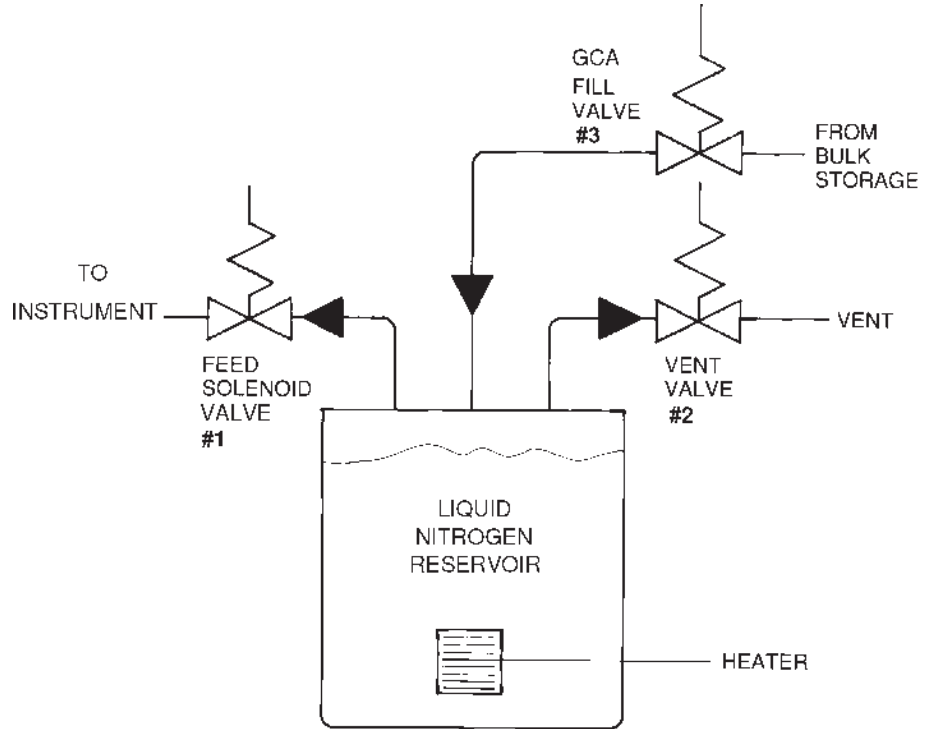 GCA
FILL
VALVE
#3
FROM
BULK
STORAGE
TO
INSTRUMENT
FEED
SOLENOID
VALVE
#1
VENT
VENT
VALVE
#2
LIQUID
NITROGEN
RESERVOIR
HEATER